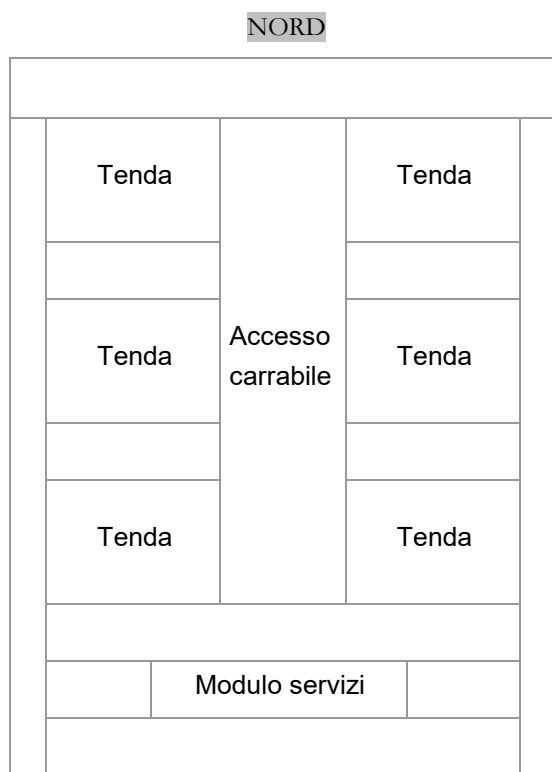 NORD
Tenda
Tenda
Accesso
carrabile
Tenda
Tenda
Tenda
Tenda
Modulo servizi